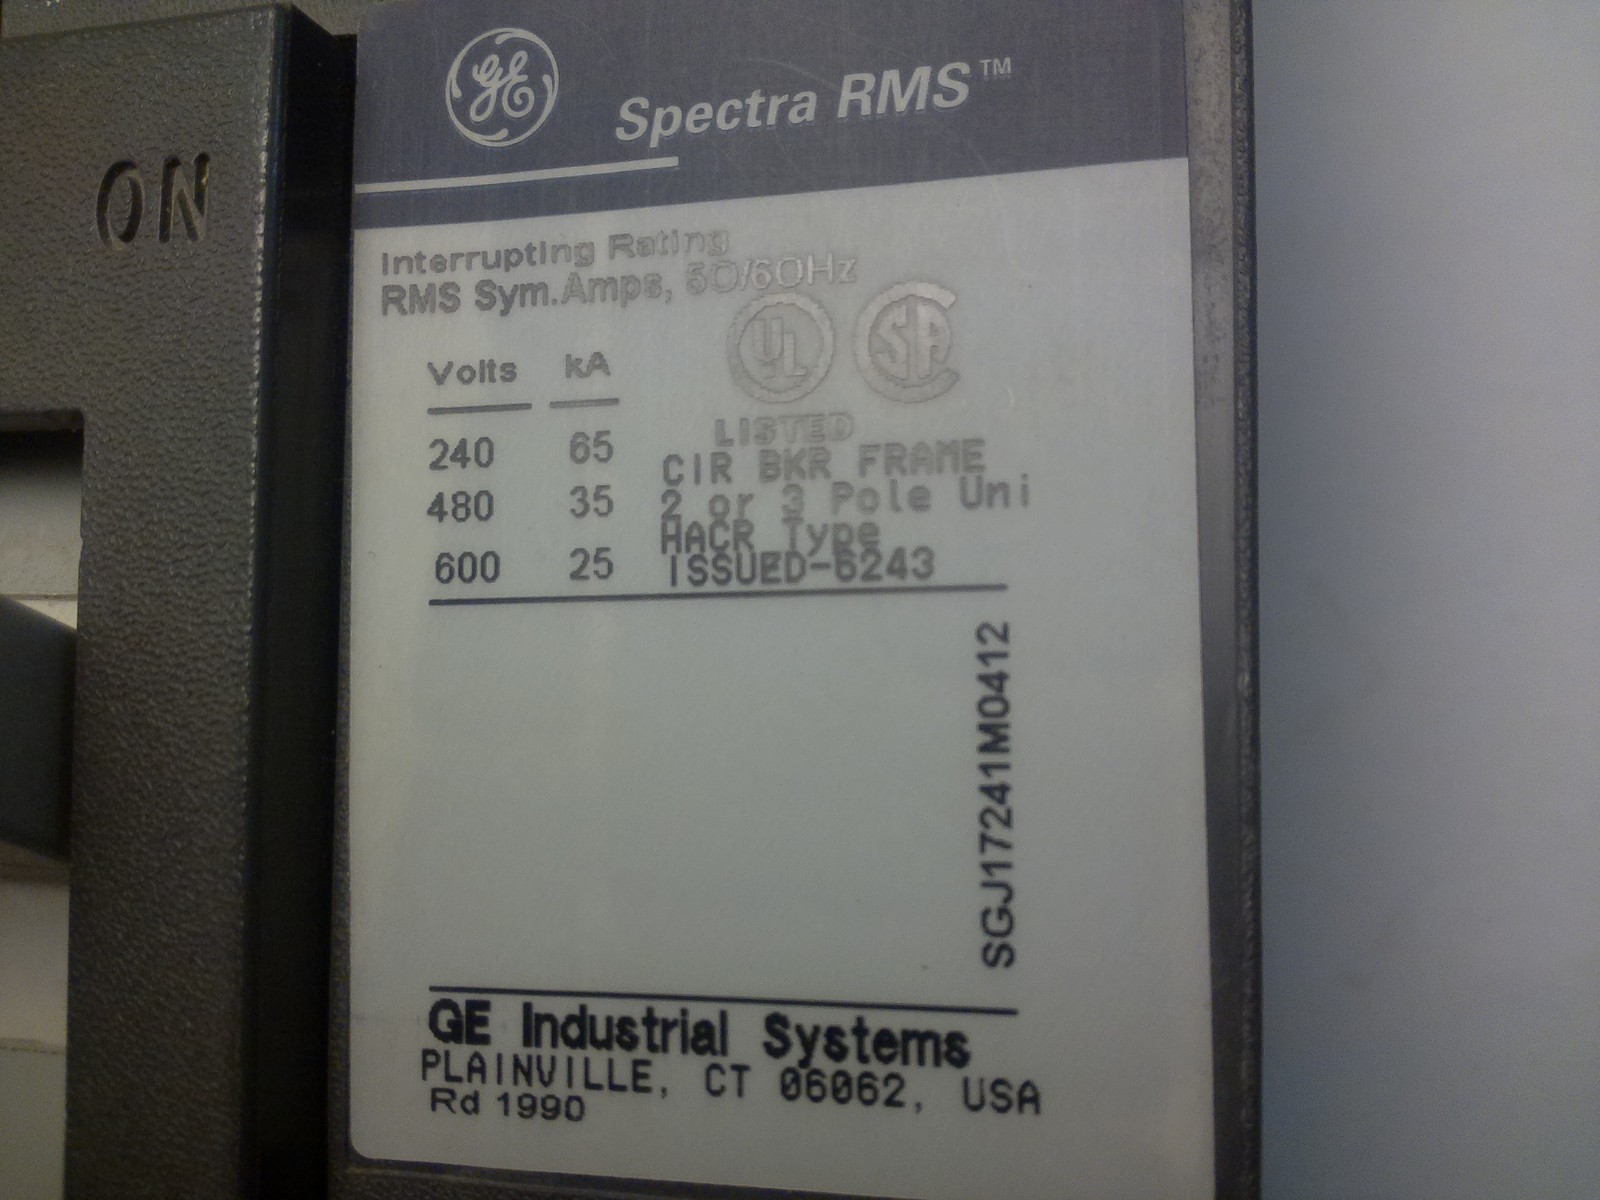 ON
GE
Spectra RMS™
Interrupting Rating
RMS Sym.Amps, 50/60Hz
UL SA
Volts kA
LISTED
240 65
CIR BKR FRAME
480 35
2 or 3 Pole Uni
HACR Type
600 25
ISSUED-6243
SGJ17241M0412
GE Industrial Systems
PLAINVILLE, CT 06062, USA
Rd 1990